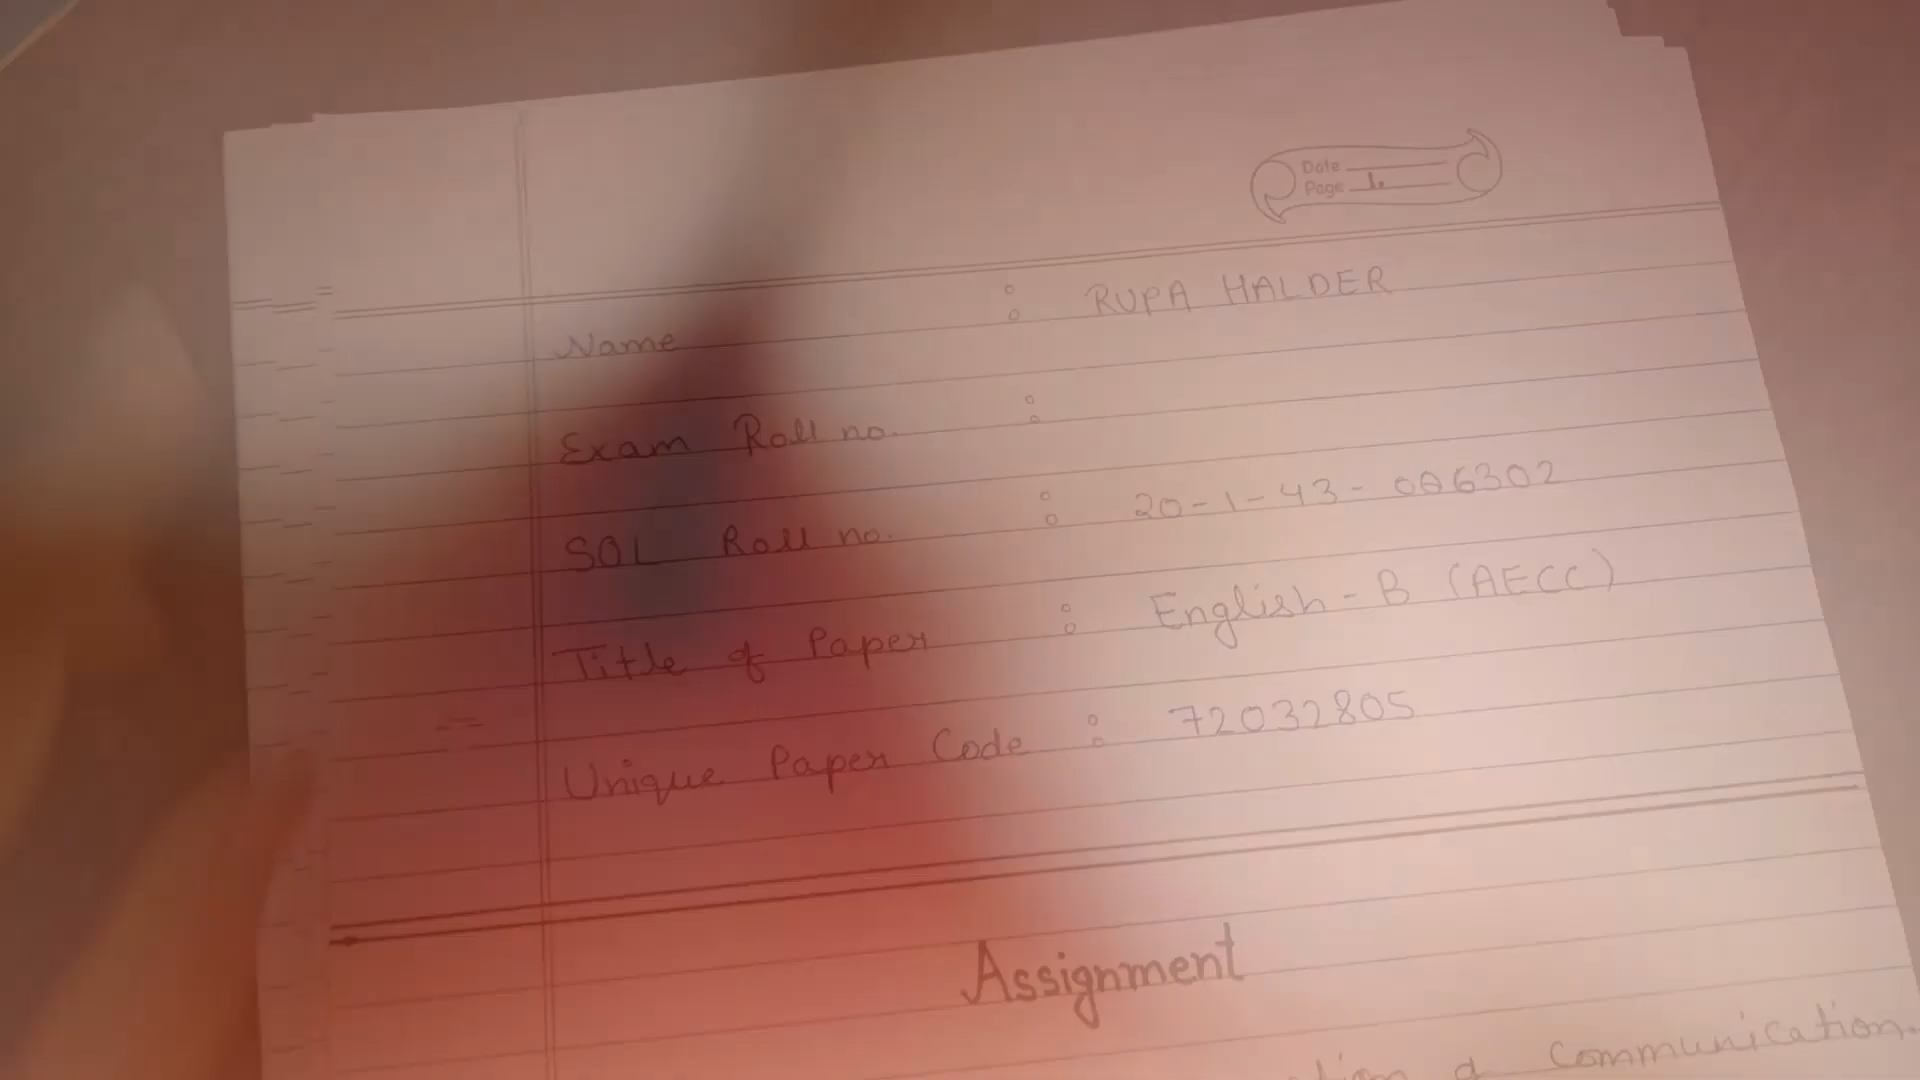 Date
Page 1.
Name : RUPA HALDER
Exam Roll no. :
SOL Roll no. : 20-1-43-006302
Title of Paper : English-B (AECC)
Unique Paper Code : 72032805
Assignment
Communication.